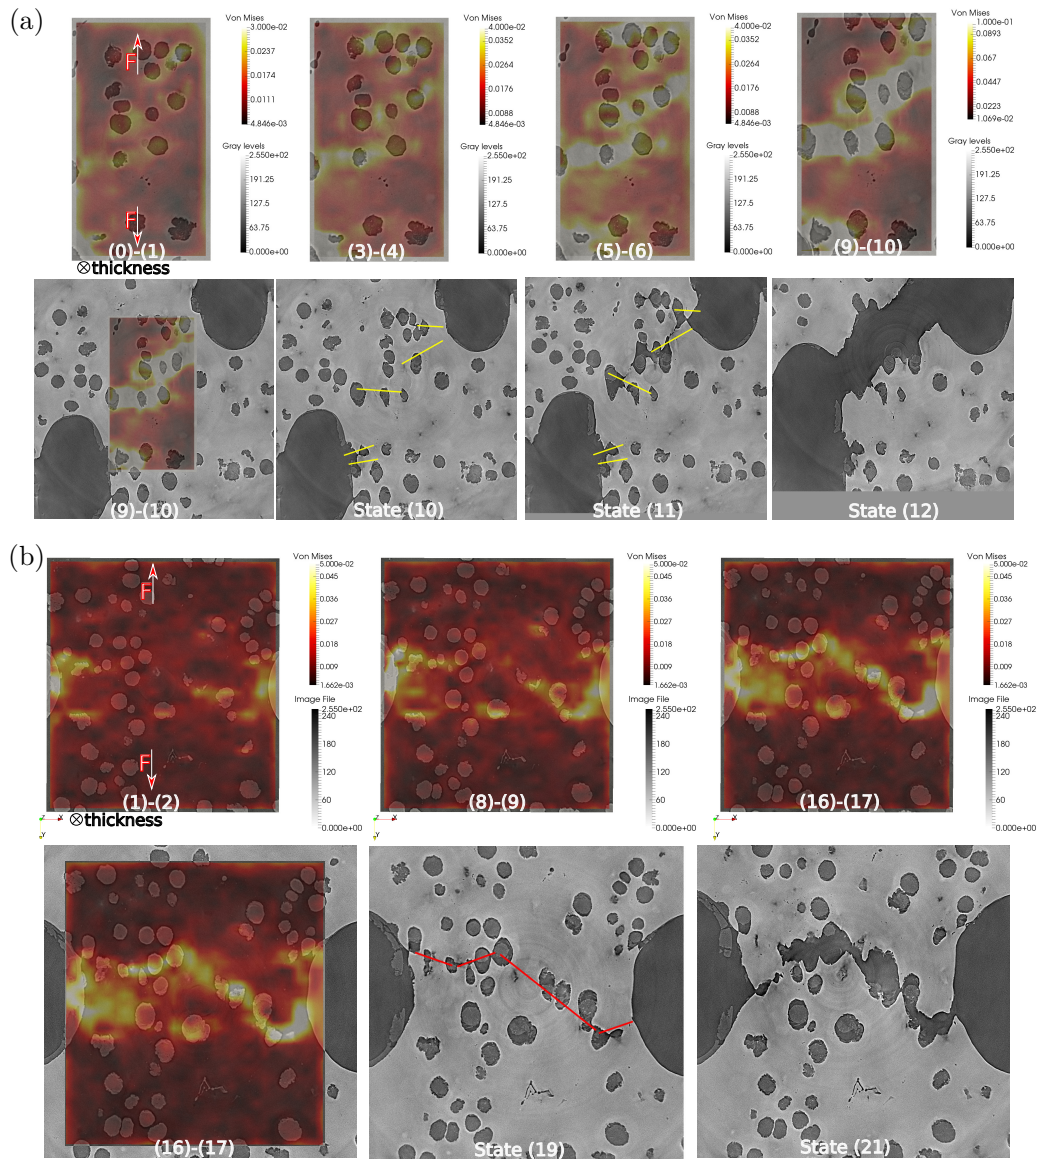 (a)
Von Mises
3.000e-02
0.0237
0.0174
0.0111
4.846e-03
Gray levels
2.550e+02
191.25
127.5
63.75
0.000e+00
F
F
(0)-(1)
⊗thickness
Von Mises
4.000e-02
0.0352
0.0264
0.0176
0.0088
4.846e-03
Gray levels
2.550e+02
191.25
127.5
63.75
0.000e+00
(3)-(4)
Von Mises
4.000e-02
0.0352
0.0264
0.0176
0.0088
4.846e-03
Gray levels
2.550e+02
191.25
127.5
63.75
0.000e+00
(5)-(6)
Von Mises
1.000e-01
0.0893
0.067
0.0447
0.0223
1.069e-02
Gray levels
2.550e+02
191.25
127.5
63.75
0.000e+00
(9)-(10)
(9)-(10)
State (10)
State (11)
State (12)
(b)
Von Mises
5.000e-02
0.045
0.036
0.027
0.018
0.009
1.662e-03
Image File
2.550e+02
240
180
120
60
0.000e+00
F
F
(1)-(2)
Z X
Y
⊗thickness
Von Mises
5.000e-02
0.045
0.036
0.027
0.018
0.009
1.662e-03
Image File
2.550e+02
240
180
120
60
0.000e+00
(8)-(9)
Z X
Y
Von Mises
5.000e-02
0.045
0.036
0.027
0.018
0.009
1.662e-03
Image File
2.550e+02
240
180
120
60
0.000e+00
(16)-(17)
Z X
Y
(16)-(17)
State (19)
State (21)